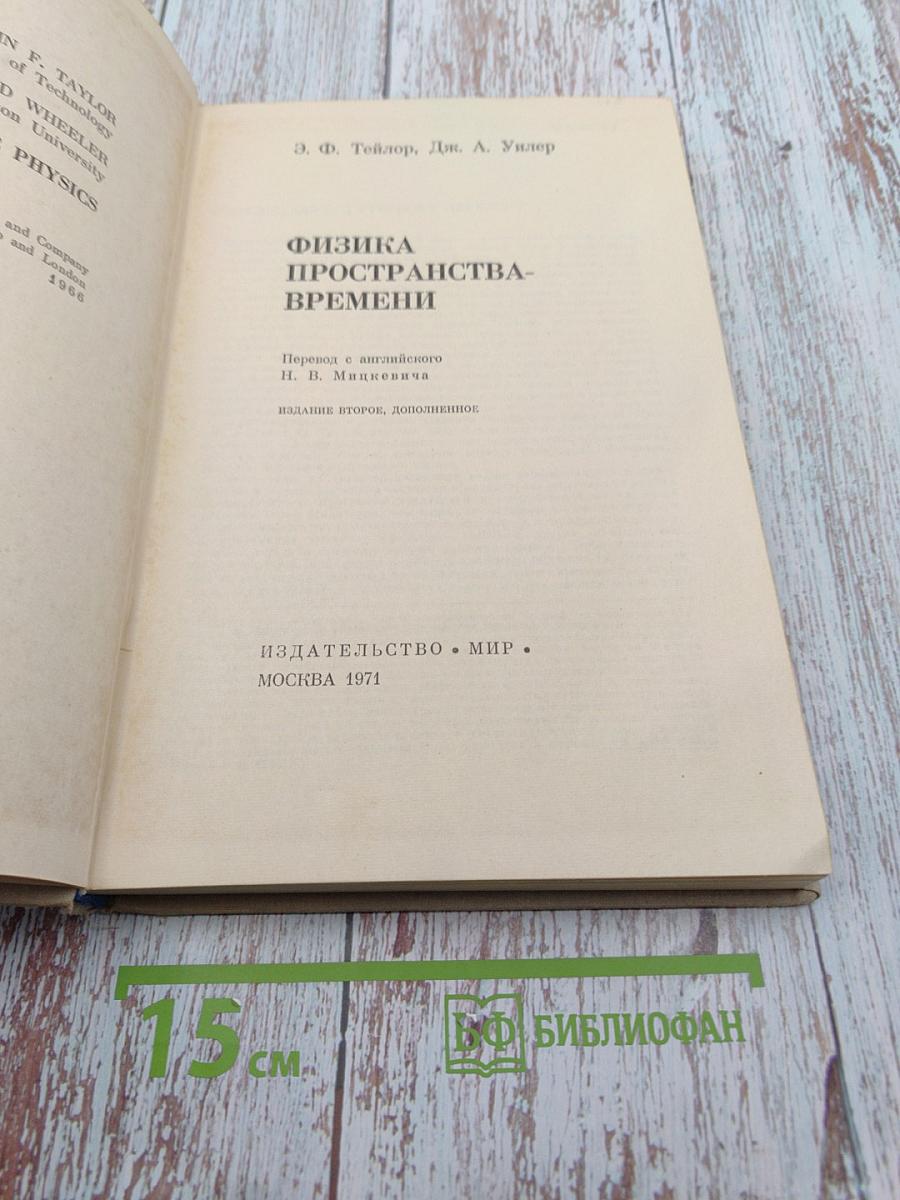 F. TAYLOR
of Technology
WHEELER
University
PHYSICS
and Company
and London
1966
Э. Ф. Тейлор, Дж. А. Уилер
ФИЗИКА
ПРОСТРАНСТВА-
ВРЕМЕНИ
Перевод с английского
Н. В. Мицкевича
ИЗДАНИЕ ВТОРОЕ, ДОПОЛНЕННОЕ
ИЗДАТЕЛЬСТВО • МИР •
МОСКВА 1971
15 см
БФ БИБЛИОФАН